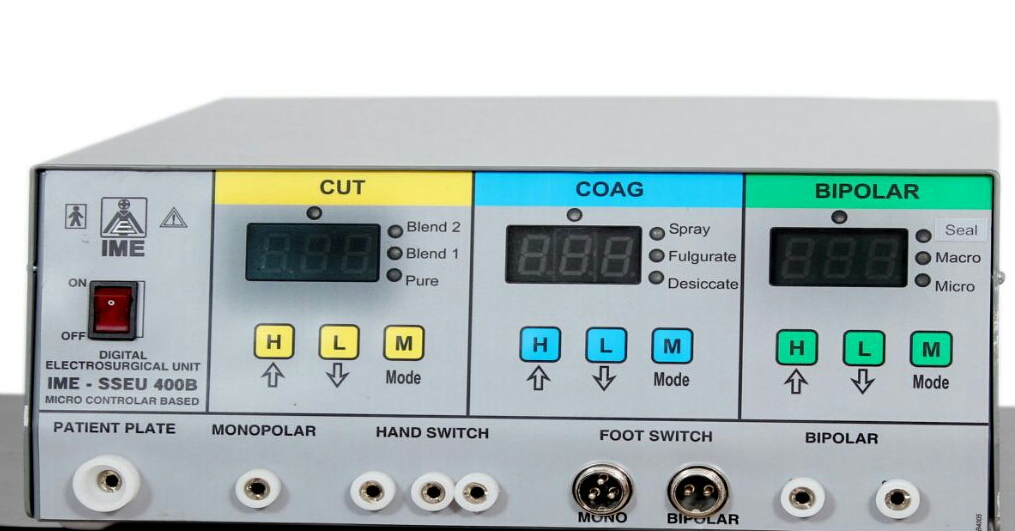 IME
ON
OFF
DIGITAL
ELECTROSURGICAL UNIT
IME - SSEU 400B
MICRO CONTROLAR BASED
CUT
Blend 2
Blend 1
Pure
H
L
M
Mode
COAG
Spray
Fulgurate
Desiccate
H
L
M
Mode
BIPOLAR
Seal
Macro
Micro
H
L
M
Mode
PATIENT PLATE
MONOPOLAR
HAND SWITCH
FOOT SWITCH
MONO
BIPOLAR
BIPOLAR